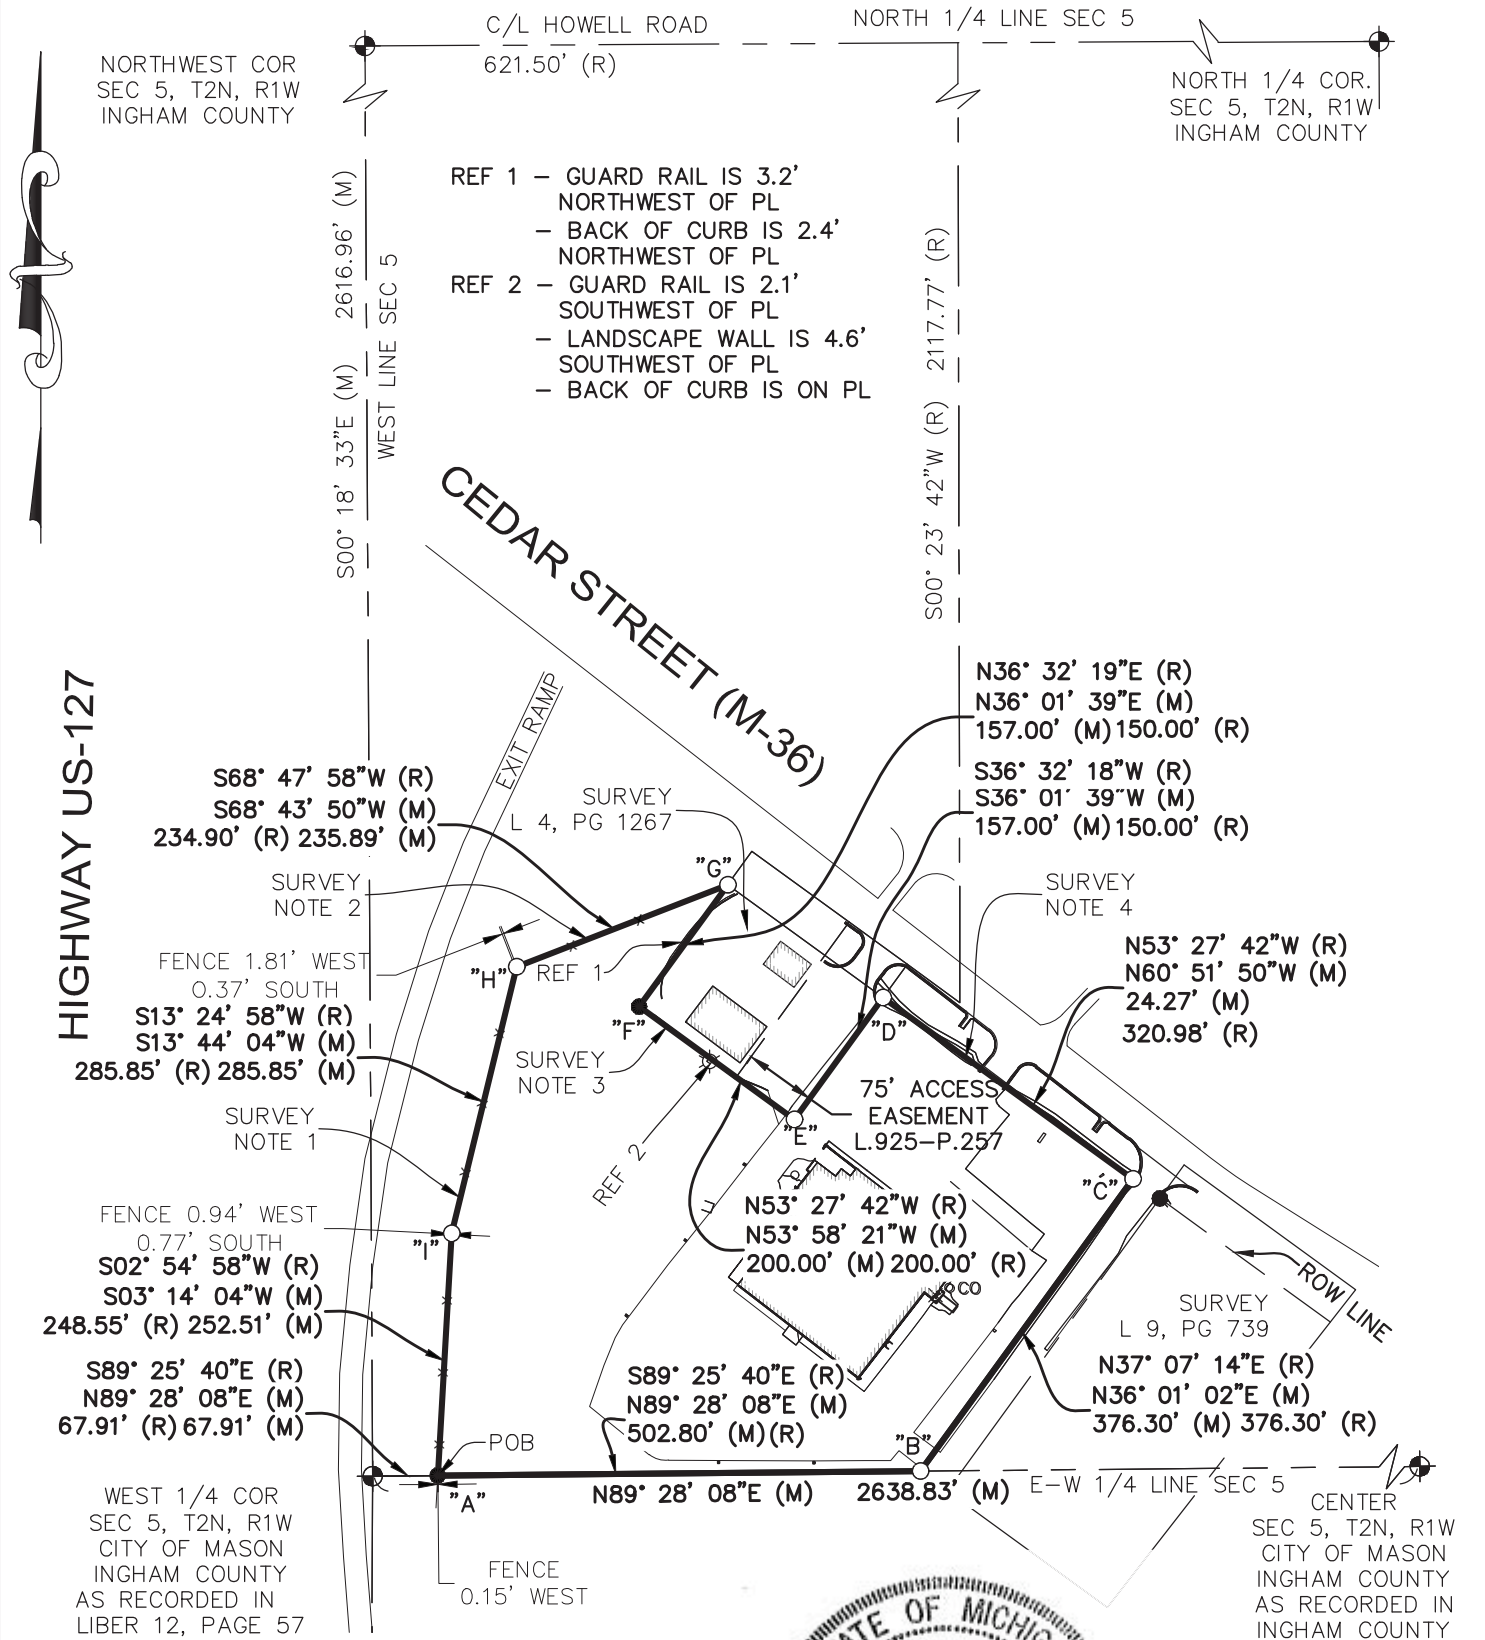 C/L HOWELL ROAD
NORTH 1/4 LINE SEC 5
621.50' (R)
NORTHWEST COR
SEC 5, T2N, R1W
INGHAM COUNTY
NORTH 1/4 COR.
SEC 5, T2N, R1W
INGHAM COUNTY
REF 1 – GUARD RAIL IS 3.2'
NORTHWEST OF PL
– BACK OF CURB IS 2.4'
NORTHWEST OF PL
REF 2 – GUARD RAIL IS 2.1'
SOUTHWEST OF PL
– LANDSCAPE WALL IS 4.6'
SOUTHWEST OF PL
– BACK OF CURB IS ON PL
S00° 18' 33"E (M) 2616.96' (M)
WEST LINE SEC 5
S00° 23' 42"W (R) 2117.77' (R)
CEDAR STREET (M-36)
HIGHWAY US-127
EXIT RAMP
N36° 32' 19"E (R)
N36° 01' 39"E (M)
157.00' (M) 150.00' (R)
S36° 32' 18"W (R)
S36° 01' 39"W (M)
157.00' (M) 150.00' (R)
S68° 47' 58"W (R)
S68° 43' 50"W (M)
234.90' (R) 235.89' (M)
SURVEY
L 4, PG 1267
"G"
SURVEY
NOTE 2
SURVEY
NOTE 4
FENCE 1.81' WEST
0.37' SOUTH
"H"
REF 1
N53° 27' 42"W (R)
N60° 51' 50"W (M)
24.27' (M)
320.98' (R)
S13° 24' 58"W (R)
S13° 44' 04"W (M)
285.85' (R) 285.85' (M)
"F"
"D"
SURVEY
NOTE 3
75' ACCESS
EASEMENT
L.925–P.257
"E"
SURVEY
NOTE 1
REF 2
"C"
FENCE 0.94' WEST
0.77' SOUTH
"I"
N53° 27' 42"W (R)
N53° 58' 21"W (M)
200.00' (M) 200.00' (R)
CO
ROW LINE
S02° 54' 58"W (R)
S03° 14' 04"W (M)
248.55' (R) 252.51' (M)
SURVEY
L 9, PG 739
N37° 07' 14"E (R)
N36° 01' 02"E (M)
376.30' (M) 376.30' (R)
S89° 25' 40"E (R)
N89° 28' 08"E (M)
67.91' (R) 67.91' (M)
S89° 25' 40"E (R)
N89° 28' 08"E (M)
502.80' (M)(R)
POB
"B"
"A"
N89° 28' 08"E (M) 2638.83' (M)
E–W 1/4 LINE SEC 5
WEST 1/4 COR
SEC 5, T2N, R1W
CITY OF MASON
INGHAM COUNTY
AS RECORDED IN
LIBER 12, PAGE 57
FENCE
0.15' WEST
CENTER
SEC 5, T2N, R1W
CITY OF MASON
INGHAM COUNTY
AS RECORDED IN
INGHAM COUNTY
ATE OF MICHIG